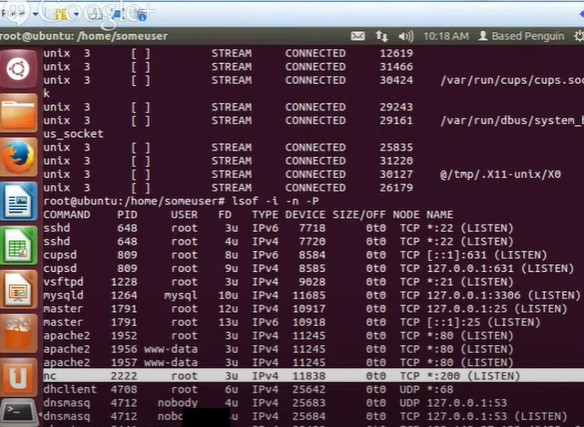 Google+
root@ubuntu: /home/someuser 10:18 AM Based Penguin
unix 3 [ ] STREAM CONNECTED 12619
unix 3 [ ] STREAM CONNECTED 31466
unix 3 [ ] STREAM CONNECTED 30424 /var/run/cups/cups.soc
k
unix 3 [ ] STREAM CONNECTED 29243
unix 3 [ ] STREAM CONNECTED 29161 /var/run/dbus/system_b
us_socket
unix 3 [ ] STREAM CONNECTED 25835
unix 3 [ ] STREAM CONNECTED 31220
unix 3 [ ] STREAM CONNECTED 30127 @/tmp/.X11-unix/X0
unix 3 [ ] STREAM CONNECTED 26179
root@ubuntu:/home/someuser# lsof -i -n -P
COMMAND PID USER FD TYPE DEVICE SIZE/OFF NODE NAME
sshd 648 root 3u IPv6 7718 0t0 TCP *:22 (LISTEN)
sshd 648 root 4u IPv4 7720 0t0 TCP *:22 (LISTEN)
cupsd 809 root 8u IPv6 8584 0t0 TCP [::1]:631 (LISTEN)
cupsd 809 root 9u IPv4 8585 0t0 TCP 127.0.0.1:631 (LISTEN)
vsftpd 1228 root 3u IPv4 9028 0t0 TCP *:21 (LISTEN)
mysqld 1264 mysql 10u IPv4 11685 0t0 TCP 127.0.0.1:3306 (LISTEN)
master 1791 root 12u IPv4 10917 0t0 TCP 127.0.0.1:25 (LISTEN)
master 1791 root 13u IPv6 10918 0t0 TCP [::1]:25 (LISTEN)
apache2 1952 root 3u IPv4 11245 0t0 TCP *:80 (LISTEN)
apache2 1956 www-data 3u IPv4 11245 0t0 TCP *:80 (LISTEN)
apache2 1957 www-data 3u IPv4 11245 0t0 TCP *:80 (LISTEN)
nc 2222 root 3u IPv4 11838 0t0 TCP *:200 (LISTEN)
dhclient 4708 root 6u IPv4 25642 0t0 UDP *:68
dnsmasq 4712 nobody 4u IPv4 25683 0t0 UDP 127.0.0.1:53
dnsmasq 4712 5u IPv4 25684 0t0 TCP 127.0.0.1:53 (LISTEN)